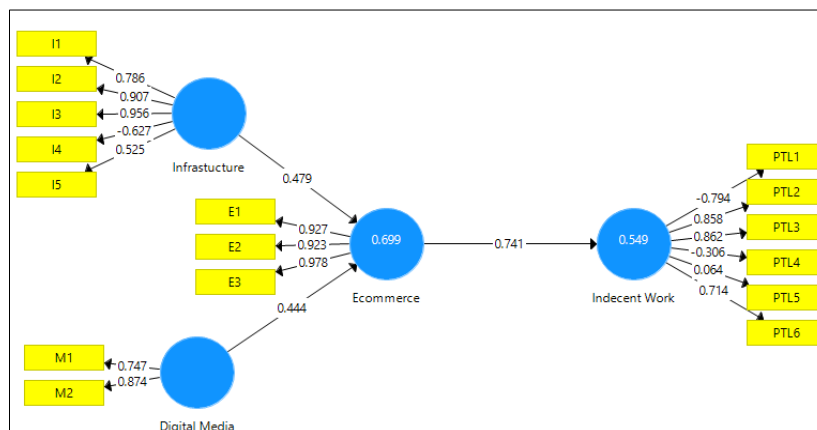 I1
I2
I3
I4
I5
0.786
0.907
0.956
-0.627
0.525
Infrastucture
0.479
E1
E2
E3
0.927
0.923
0.978
0.699
Ecommerce
0.741
0.444
M1
M2
0.747
0.874
Digital Media
0.549
Indecent Work
-0.794
0.858
0.862
-0.306
0.064
0.714
PTL1
PTL2
PTL3
PTL4
PTL5
PTL6